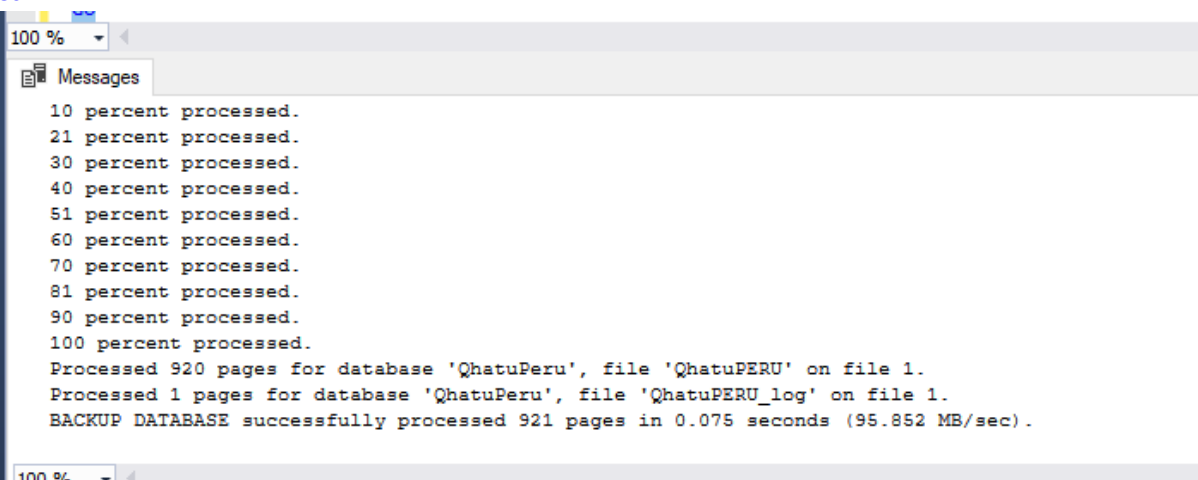 100 %
Messages
10 percent processed.
21 percent processed.
30 percent processed.
40 percent processed.
51 percent processed.
60 percent processed.
70 percent processed.
81 percent processed.
90 percent processed.
100 percent processed.
Processed 920 pages for database 'QhatuPeru', file 'QhatuPERU' on file 1.
Processed 1 pages for database 'QhatuPeru', file 'QhatuPERU_log' on file 1.
BACKUP DATABASE successfully processed 921 pages in 0.075 seconds (95.852 MB/sec).
100 %